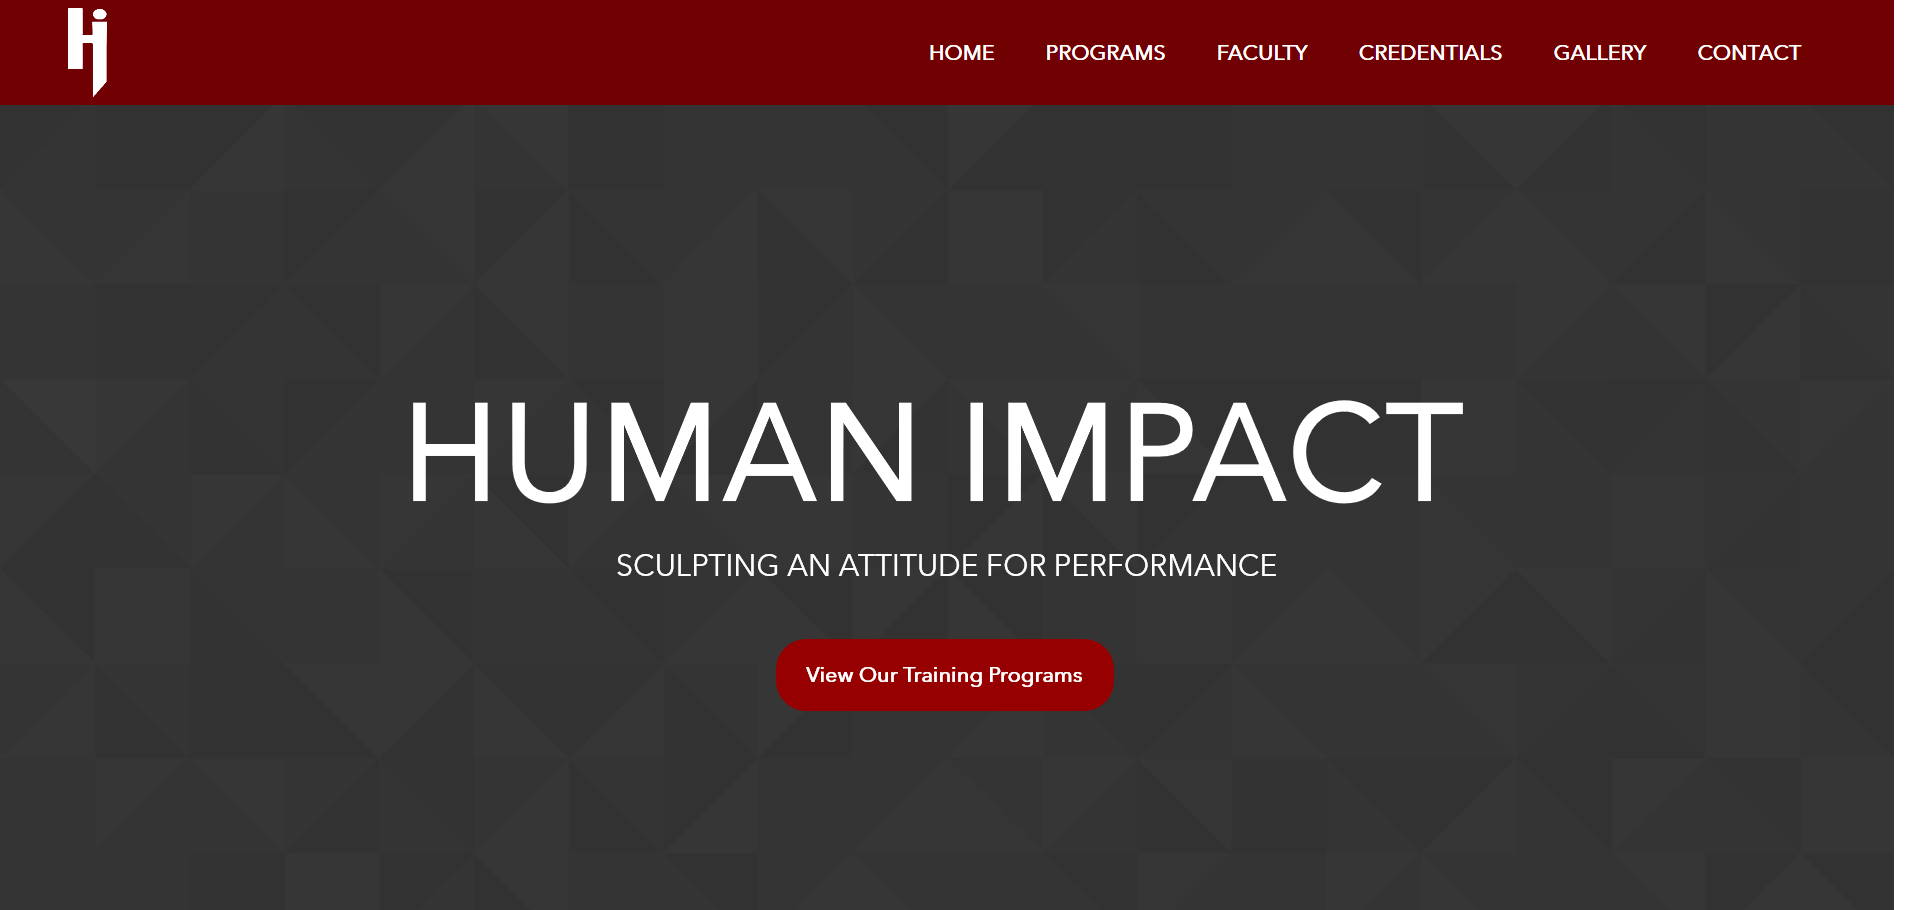 Hi
HOME PROGRAMS FACULTY CREDENTIALS GALLERY CONTACT
HUMAN IMPACT
SCULPTING AN ATTITUDE FOR PERFORMANCE
View Our Training Programs